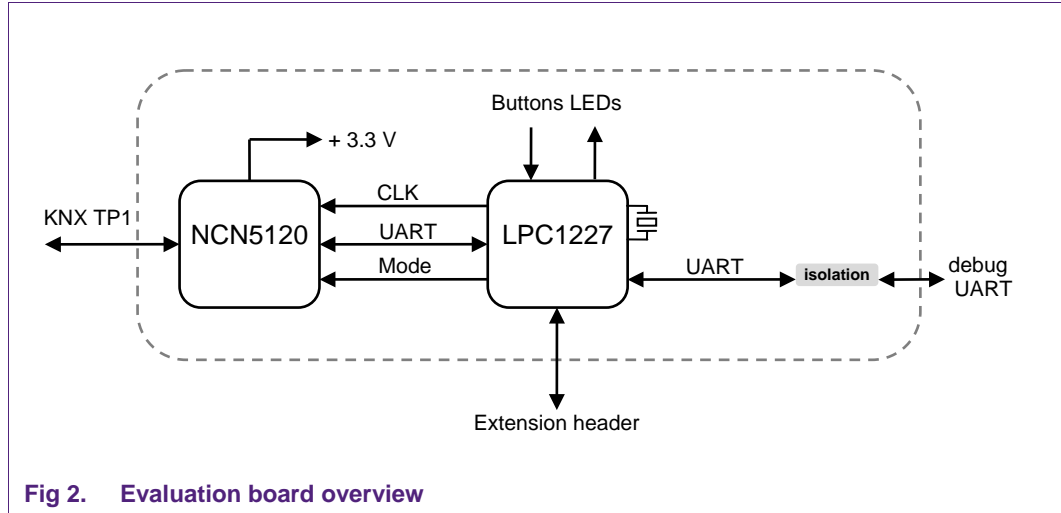 Buttons LEDs
+ 3.3 V
CLK
KNX TP1
NCN5120
UART
LPC1227
Mode
UART
isolation
debug
UART
Extension header
Fig 2. Evaluation board overview